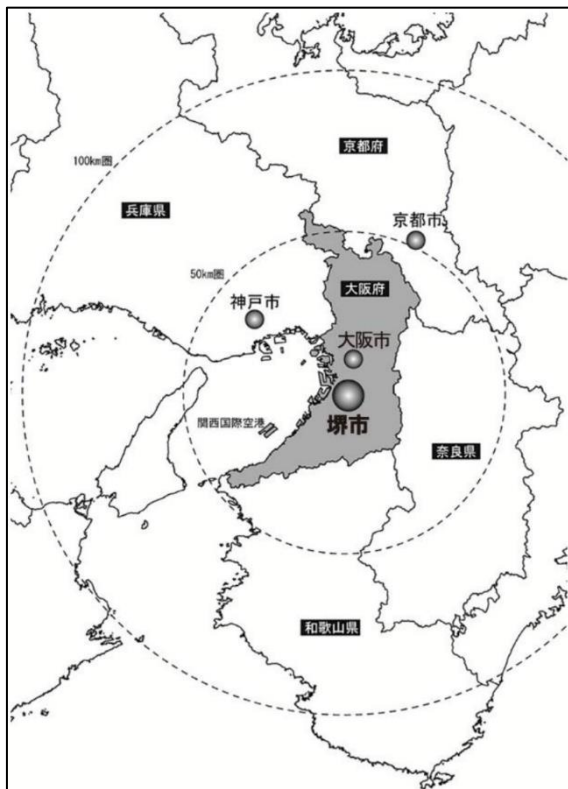 京都府
100km圏
兵庫県
京都市
50km圏
大阪府
神戸市
大阪市
関西国際空港
堺市
奈良県
和歌山県